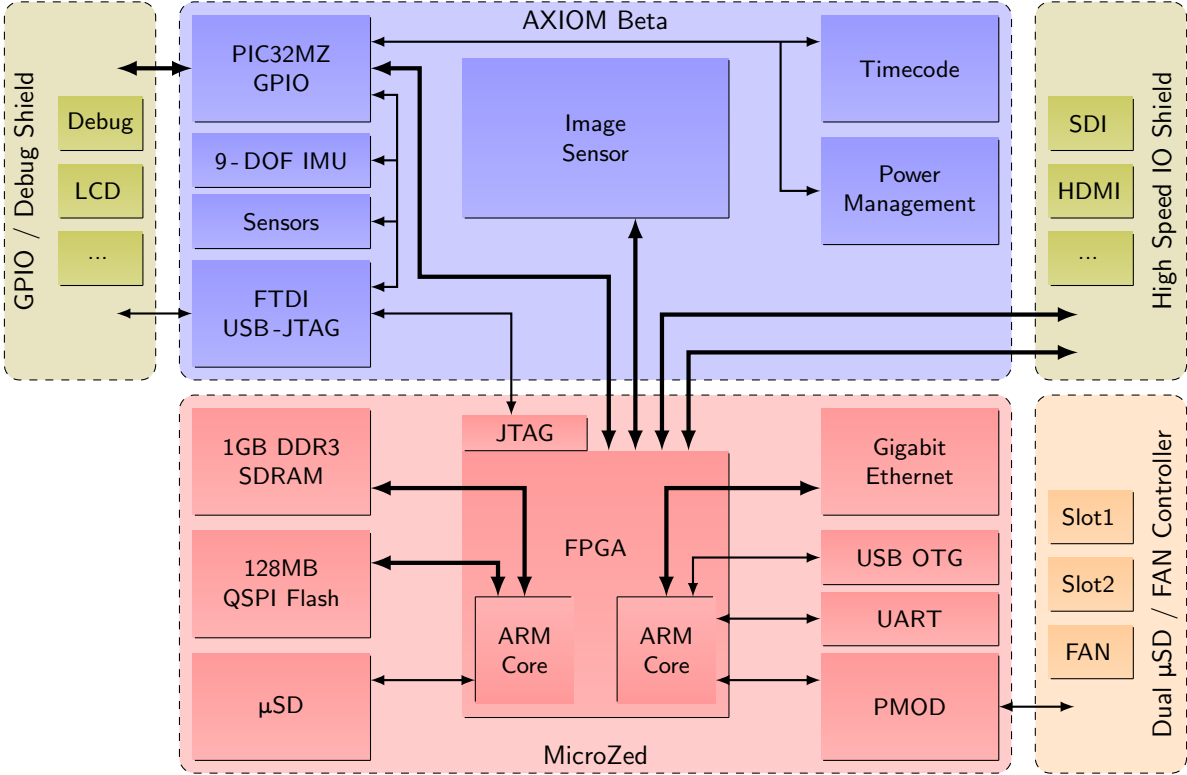 AXIOM Beta
GPIO / Debug Shield
Debug
LCD
...
PIC32MZ
GPIO
9-DOF IMU
Sensors
FTDI
USB-JTAG
Image
Sensor
Timecode
Power
Management
SDI
HDMI
...
High Speed IO Shield
1GB DDR3
SDRAM
128MB
QSPI Flash
µSD
JTAG
FPGA
ARM
Core
ARM
Core
Gigabit
Ethernet
USB OTG
UART
PMOD
MicroZed
Slot1
Slot2
FAN
Dual µSD / FAN Controller